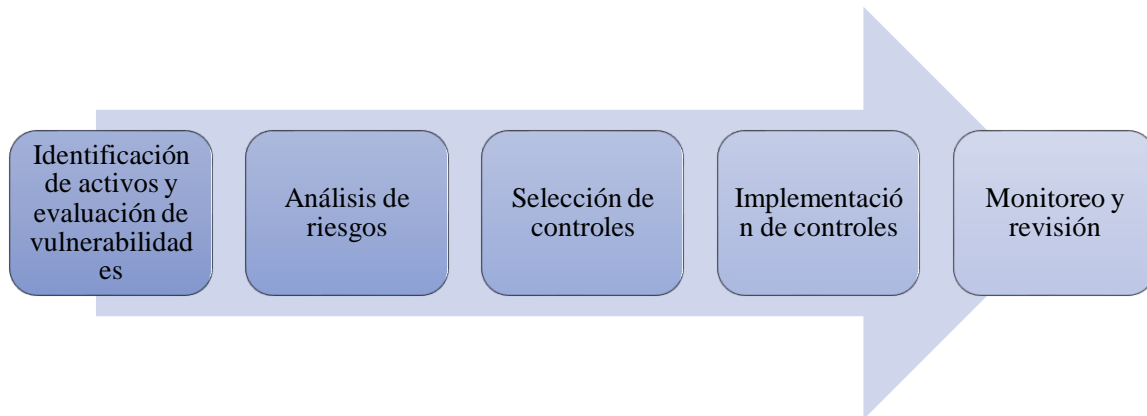 Identificación
de activos y
evaluación de
vulnerabilidad
es
Análisis de
riesgos
Selección de
controles
Implementació
n de controles
Monitoreo y
revisión